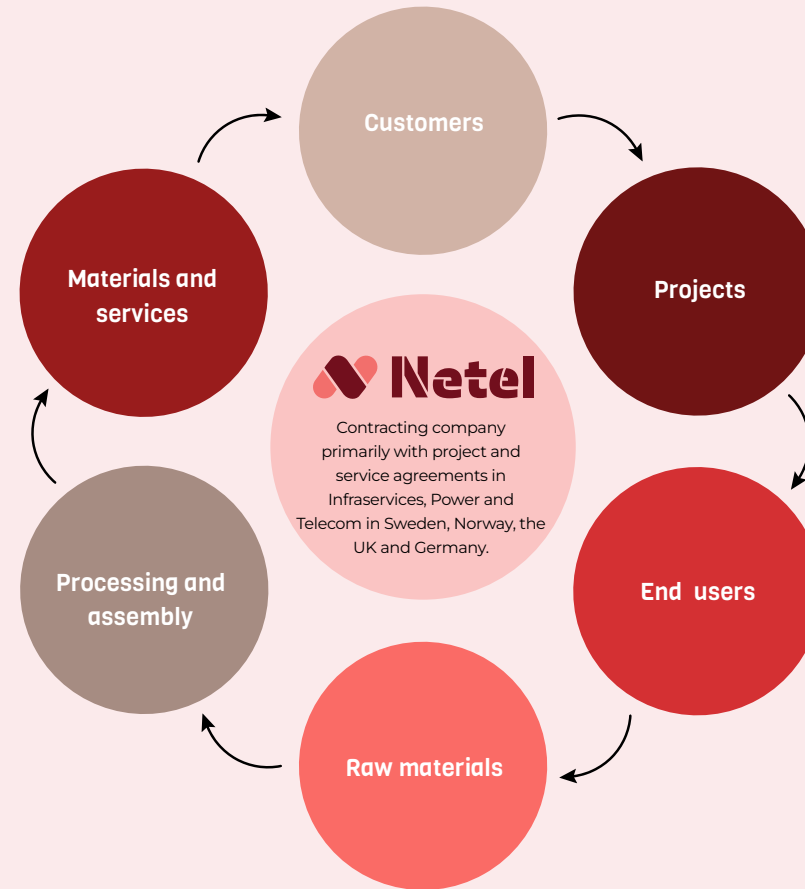 Customers
Projects
Materials and
services
Netel
Contracting company
primarily with project and
service agreements in
Infraservices, Power and
Telecom in Sweden, Norway, the
UK and Germany.
Processing and
assembly
End users
Raw materials